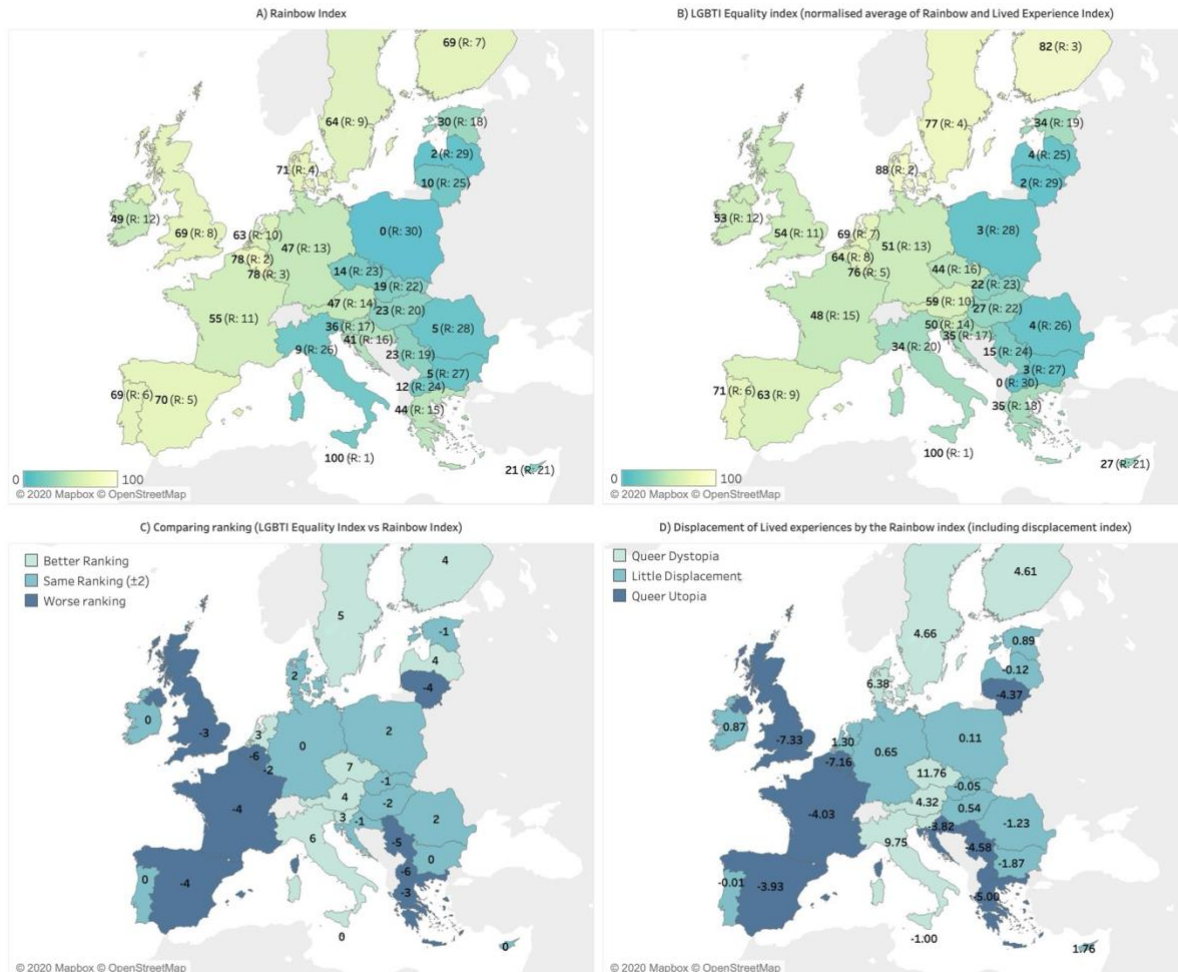 A) Rainbow Index
69 (R: 7)
64 (R: 9)
30 (R: 18)
2 (R: 29)
71 (R: 4)
10 (R: 25)
49 (R: 12)
69 (R: 8)
63 (R: 10)
0 (R: 30)
47 (R: 13)
78 (R: 2)
78 (R: 3)
14 (R: 23)
19 (R: 22)
47 (R: 14)
23 (R: 20)
55 (R: 11)
36 (R: 17)
5 (R: 28)
41 (R: 16)
9 (R: 26)
23 (R: 19)
5 (R: 27)
69 (R: 6)
70 (R: 5)
12 (R: 24)
44 (R: 15)
100 (R: 1)
21 (R: 21)
0 100
© 2020 Mapbox © OpenStreetMap
B) LGBTI Equality index (normalised average of Rainbow and Lived Experience Index)
82 (R: 3)
77 (R: 4)
34 (R: 19)
4 (R: 25)
88 (R: 2)
2 (R: 29)
53 (R: 12)
54 (R: 11)
69 (R: 7)
3 (R: 28)
51 (R: 13)
64 (R: 8)
76 (R: 5)
44 (R: 16)
22 (R: 23)
59 (R: 10)
27 (R: 22)
48 (R: 15)
50 (R: 14)
4 (R: 26)
35 (R: 17)
34 (R: 20)
15 (R: 24)
3 (R: 27)
71 (R: 6)
63 (R: 9)
0 (R: 30)
35 (R: 18)
100 (R: 1)
27 (R: 21)
0 100
© 2020 Mapbox © OpenStreetMap
C) Comparing ranking (LGBTI Equality Index vs Rainbow Index)
Better Ranking
Same Ranking (±2)
Worse ranking
4
5
-1
4
2
-4
0
-3
3
2
0
-6
-2
7
-1
4
-2
-4
3
-1
2
6
-5
0
0
-4
-6
-3
0
0
© 2020 Mapbox © OpenStreetMap
D) Displacement of Lived experiences by the Rainbow index (including discplacement index)
Queer Dystopia
Little Displacement
Queer Utopia
4.61
4.66
0.89
-0.12
6.38
-4.37
0.87
-7.33
1.30
0.11
0.65
-7.16
11.76
-0.05
4.32
0.54
-4.03
-3.82
-1.23
9.75
-4.58
-1.87
-0.01
-3.93
-5.00
-1.00
1.76
© 2020 Mapbox © OpenStreetMap